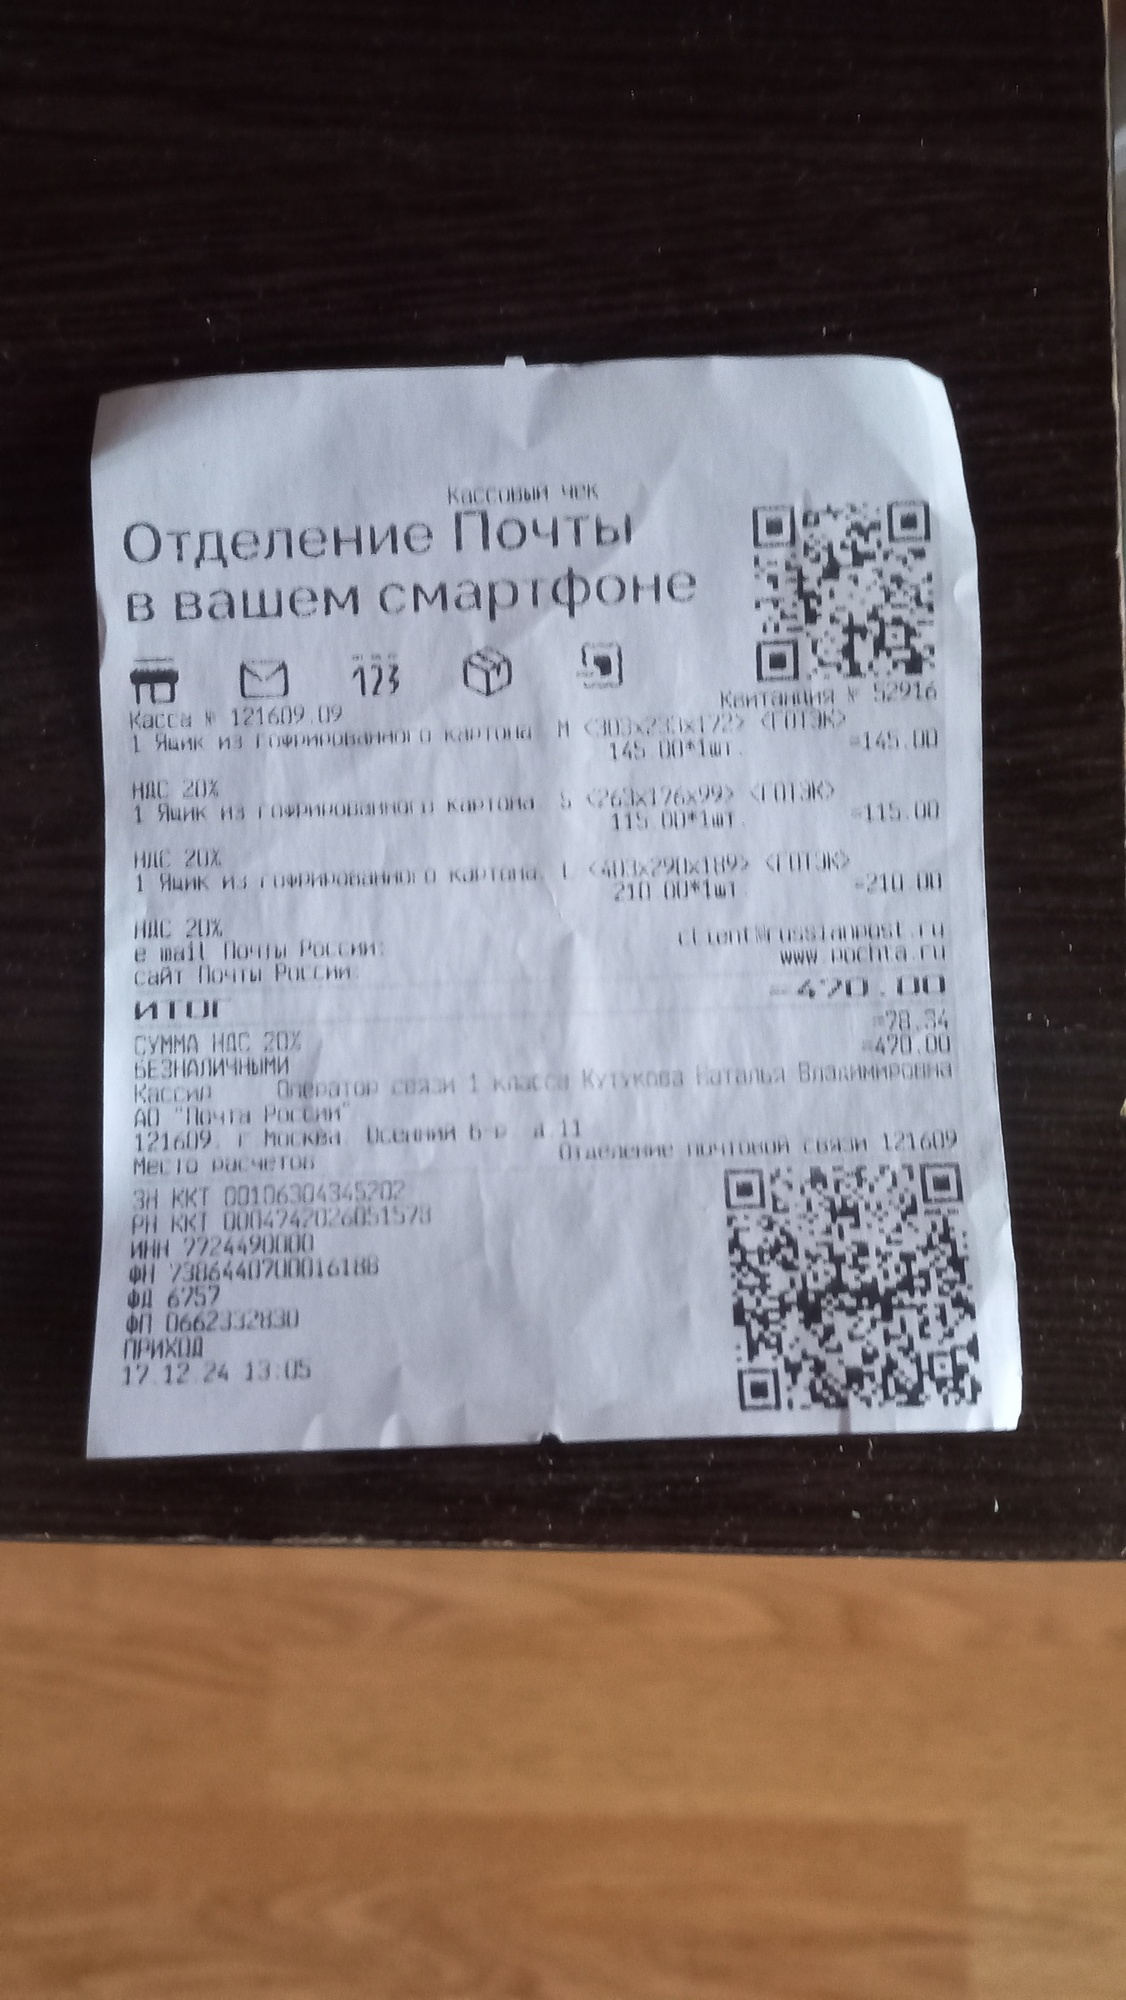 Кассовый чек
Отделение Почты
в вашем смартфоне
123
Квитанция № 52916
Касса № 121609.09
1 Ящик из гофрированного картона, М <303х233х172> <ГОТЭК>
145.00*1шт. =145.00
НДС 20%
1 Ящик из гофрированного картона, S <263х176х99> <ГОТЭК>
115.00*1шт. =115.00
НДС 20%
1 Ящик из гофрированного картона, L <403х290х189> <ГОТЭК>
210.00*1шт. =210.00
НДС 20%
e-mail Почты России: client@russianpost.ru
сайт Почты России: www.pochta.ru
ИТОГ =470.00
СУММА НДС 20% =78.34
БЕЗНАЛИЧНЫМИ =470.00
Кассир Оператор связи 1 класса Кутукова Наталья Владимировна
АО "Почта России"
121609, г Москва, Осенний б-р, д.11
Место расчетов Отделение почтовой связи 121609
ЗН ККТ 00106304345202
РН ККТ 0004742026051578
ИНН 7724490000
ФН 7386440700016188
ФД 6757
ФП 0662332830
ПРИХОД
17.12.24 13:05